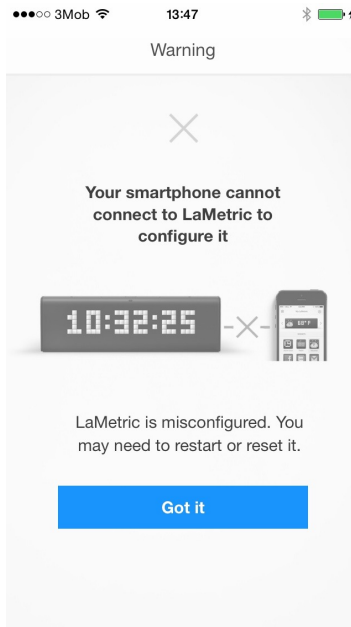 3Mob 13:47
Warning
Your smartphone cannot
connect to LaMetric to
configure it
10:32:25
60°F
LaMetric is misconfigured. You
may need to restart or reset it.
Got it